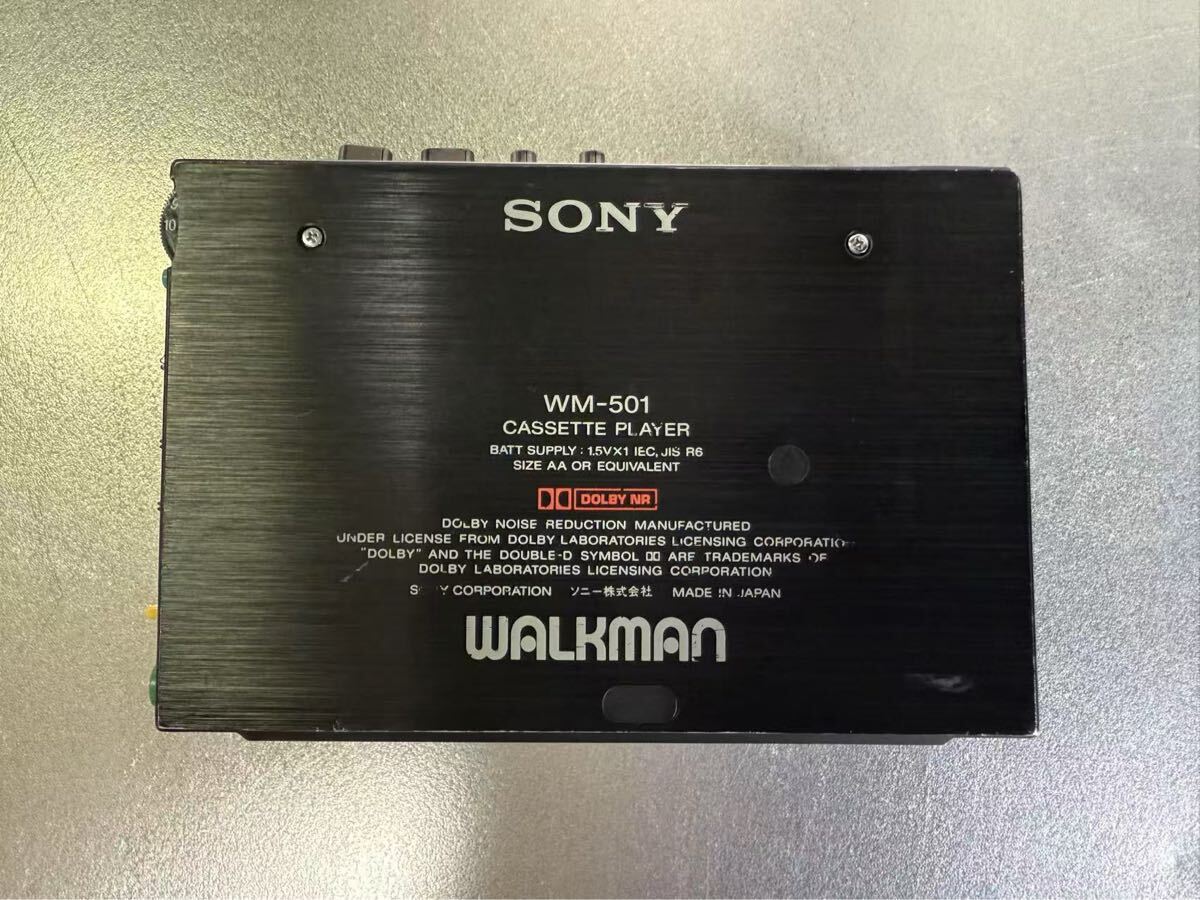 SONY
10
WM-501
CASSETTE PLAYER
BATT SUPPLY : 1.5V×1 IEC, JIS R6
SIZE AA OR EQUIVALENT
DOLBY NR
DOLBY NOISE REDUCTION MANUFACTURED
UNDER LICENSE FROM DOLBY LABORATORIES LICENSING CORPORATION
"DOLBY" AND THE DOUBLE-D SYMBOL ARE TRADEMARKS OF
DOLBY LABORATORIES LICENSING CORPORATION
SONY CORPORATION ソニー株式会社 MADE IN JAPAN
WALKMAN